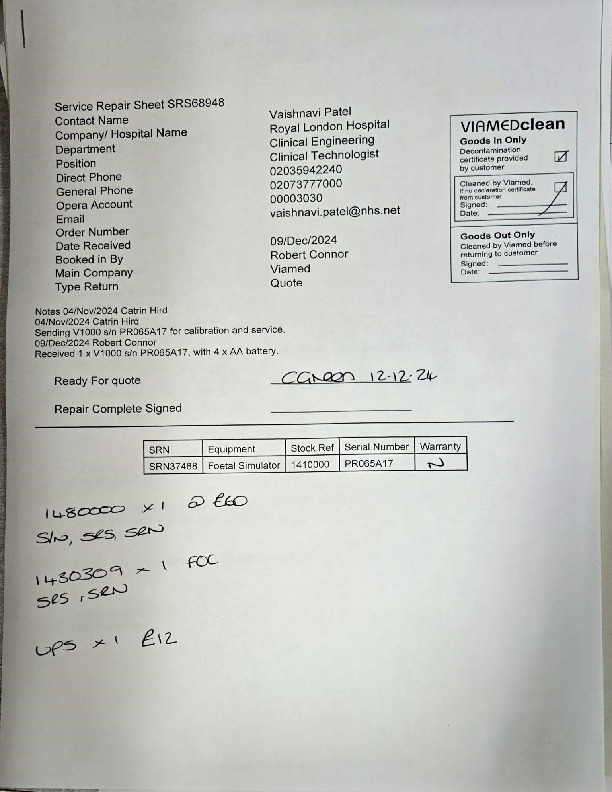 Service Repair Sheet SRS68948
Contact Name Vaishnavi Patel
Company/ Hospital Name Royal London Hospital
Department Clinical Engineering
Position Clinical Technologist
Direct Phone 02035942240
General Phone 02073777000
Opera Account 00003030
Email vaishnavi.patel@nhs.net
Order Number
Date Received 09/Dec/2024
Booked in By Robert Connor
Main Company Viamed
Type Return Quote
VIAMEDclean
Goods In Only
Decontamination
certificate provided
by customer
Cleaned by Viamed.
If no declaration certificate
from customer
Signed:
Date:
Goods Out Only
Cleaned by Viamed before
returning to customer
Signed:
Date:
Notes 04/Nov/2024 Catrin Hird
04/Nov/2024 Catrin Hird
Sending V1000 s/n PR065A17 for calibration and service.
09/Dec/2024 Robert Connor
Received 1 x V1000 s/n PR065A17, with 4 x AA battery.
Ready For quote CGreen 12.12.24
Repair Complete Signed
SRN Equipment Stock Ref Serial Number Warranty
SRN37488 Foetal Simulator 1410000 PR065A17 N
1480000 x 1 @ £60
S/N, SRS, SRN
1430309 x 1 FOC
SRS, SRN
UPS x 1 £12